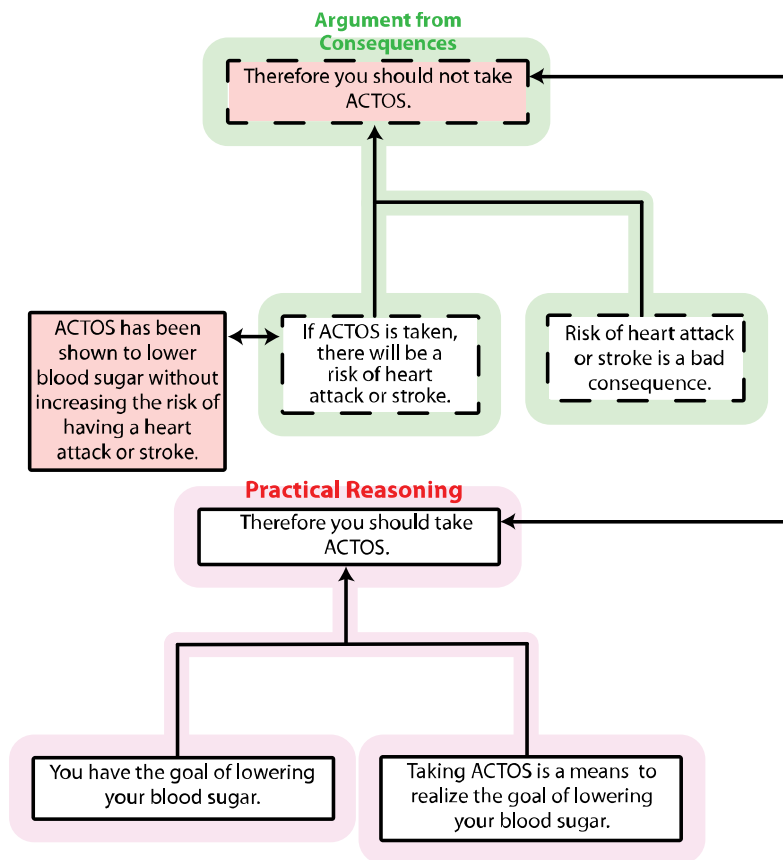 Argument from
Consequences
Therefore you should not take
ACTOS.
ACTOS has been
shown to lower
blood sugar without
increasing the risk of
having a heart
attack or stroke.
If ACTOS is taken,
there will be a
risk of heart
attack or stroke.
Risk of heart attack
or stroke is a bad
consequence.
Practical Reasoning
Therefore you should take
ACTOS.
You have the goal of lowering
your blood sugar.
Taking ACTOS is a means to
realize the goal of lowering
your blood sugar.